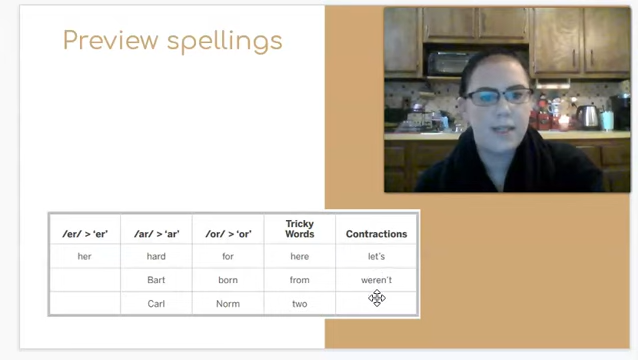 Preview spellings
/er/ > ‘er’ /ar/ > ‘ar’ /or/ > ‘or’ Tricky Words Contractions
her hard for here let’s
Bart born from weren’t
Carl Norm two